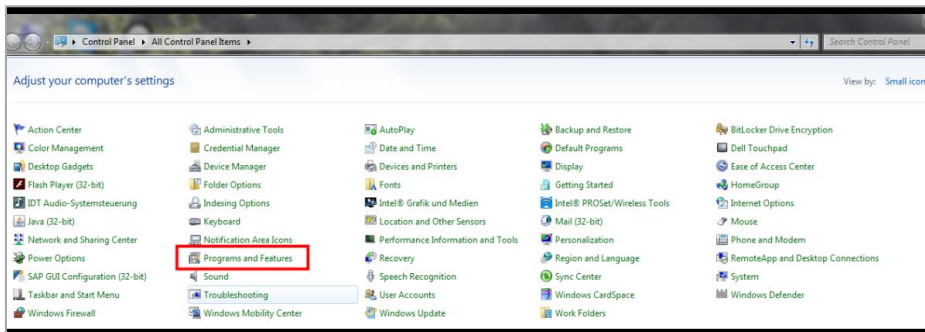 Control Panel ▸ All Control Panel Items ▸ Search Control Panel
Adjust your computer's settings View by: Small icon
Action Center Administrative Tools AutoPlay Backup and Restore BitLocker Drive Encryption
Color Management Credential Manager Date and Time Default Programs Dell Touchpad
Desktop Gadgets Device Manager Devices and Printers Display Ease of Access Center
Flash Player (32-bit) Folder Options Fonts Getting Started HomeGroup
IDT Audio-Systemsteuerung Indexing Options Intel® Grafik und Medien Intel® PROSet/Wireless Tools Internet Options
Java (32-bit) Keyboard Location and Other Sensors Mail (32-bit) Mouse
Network and Sharing Center Notification Area Icons Performance Information and Tools Personalization Phone and Modem
Power Options Programs and Features Recovery Region and Language RemoteApp and Desktop Connections
SAP GUI Configuration (32-bit) Sound Speech Recognition Sync Center System
Taskbar and Start Menu Troubleshooting User Accounts Windows CardSpace Windows Defender
Windows Firewall Windows Mobility Center Windows Update Work Folders